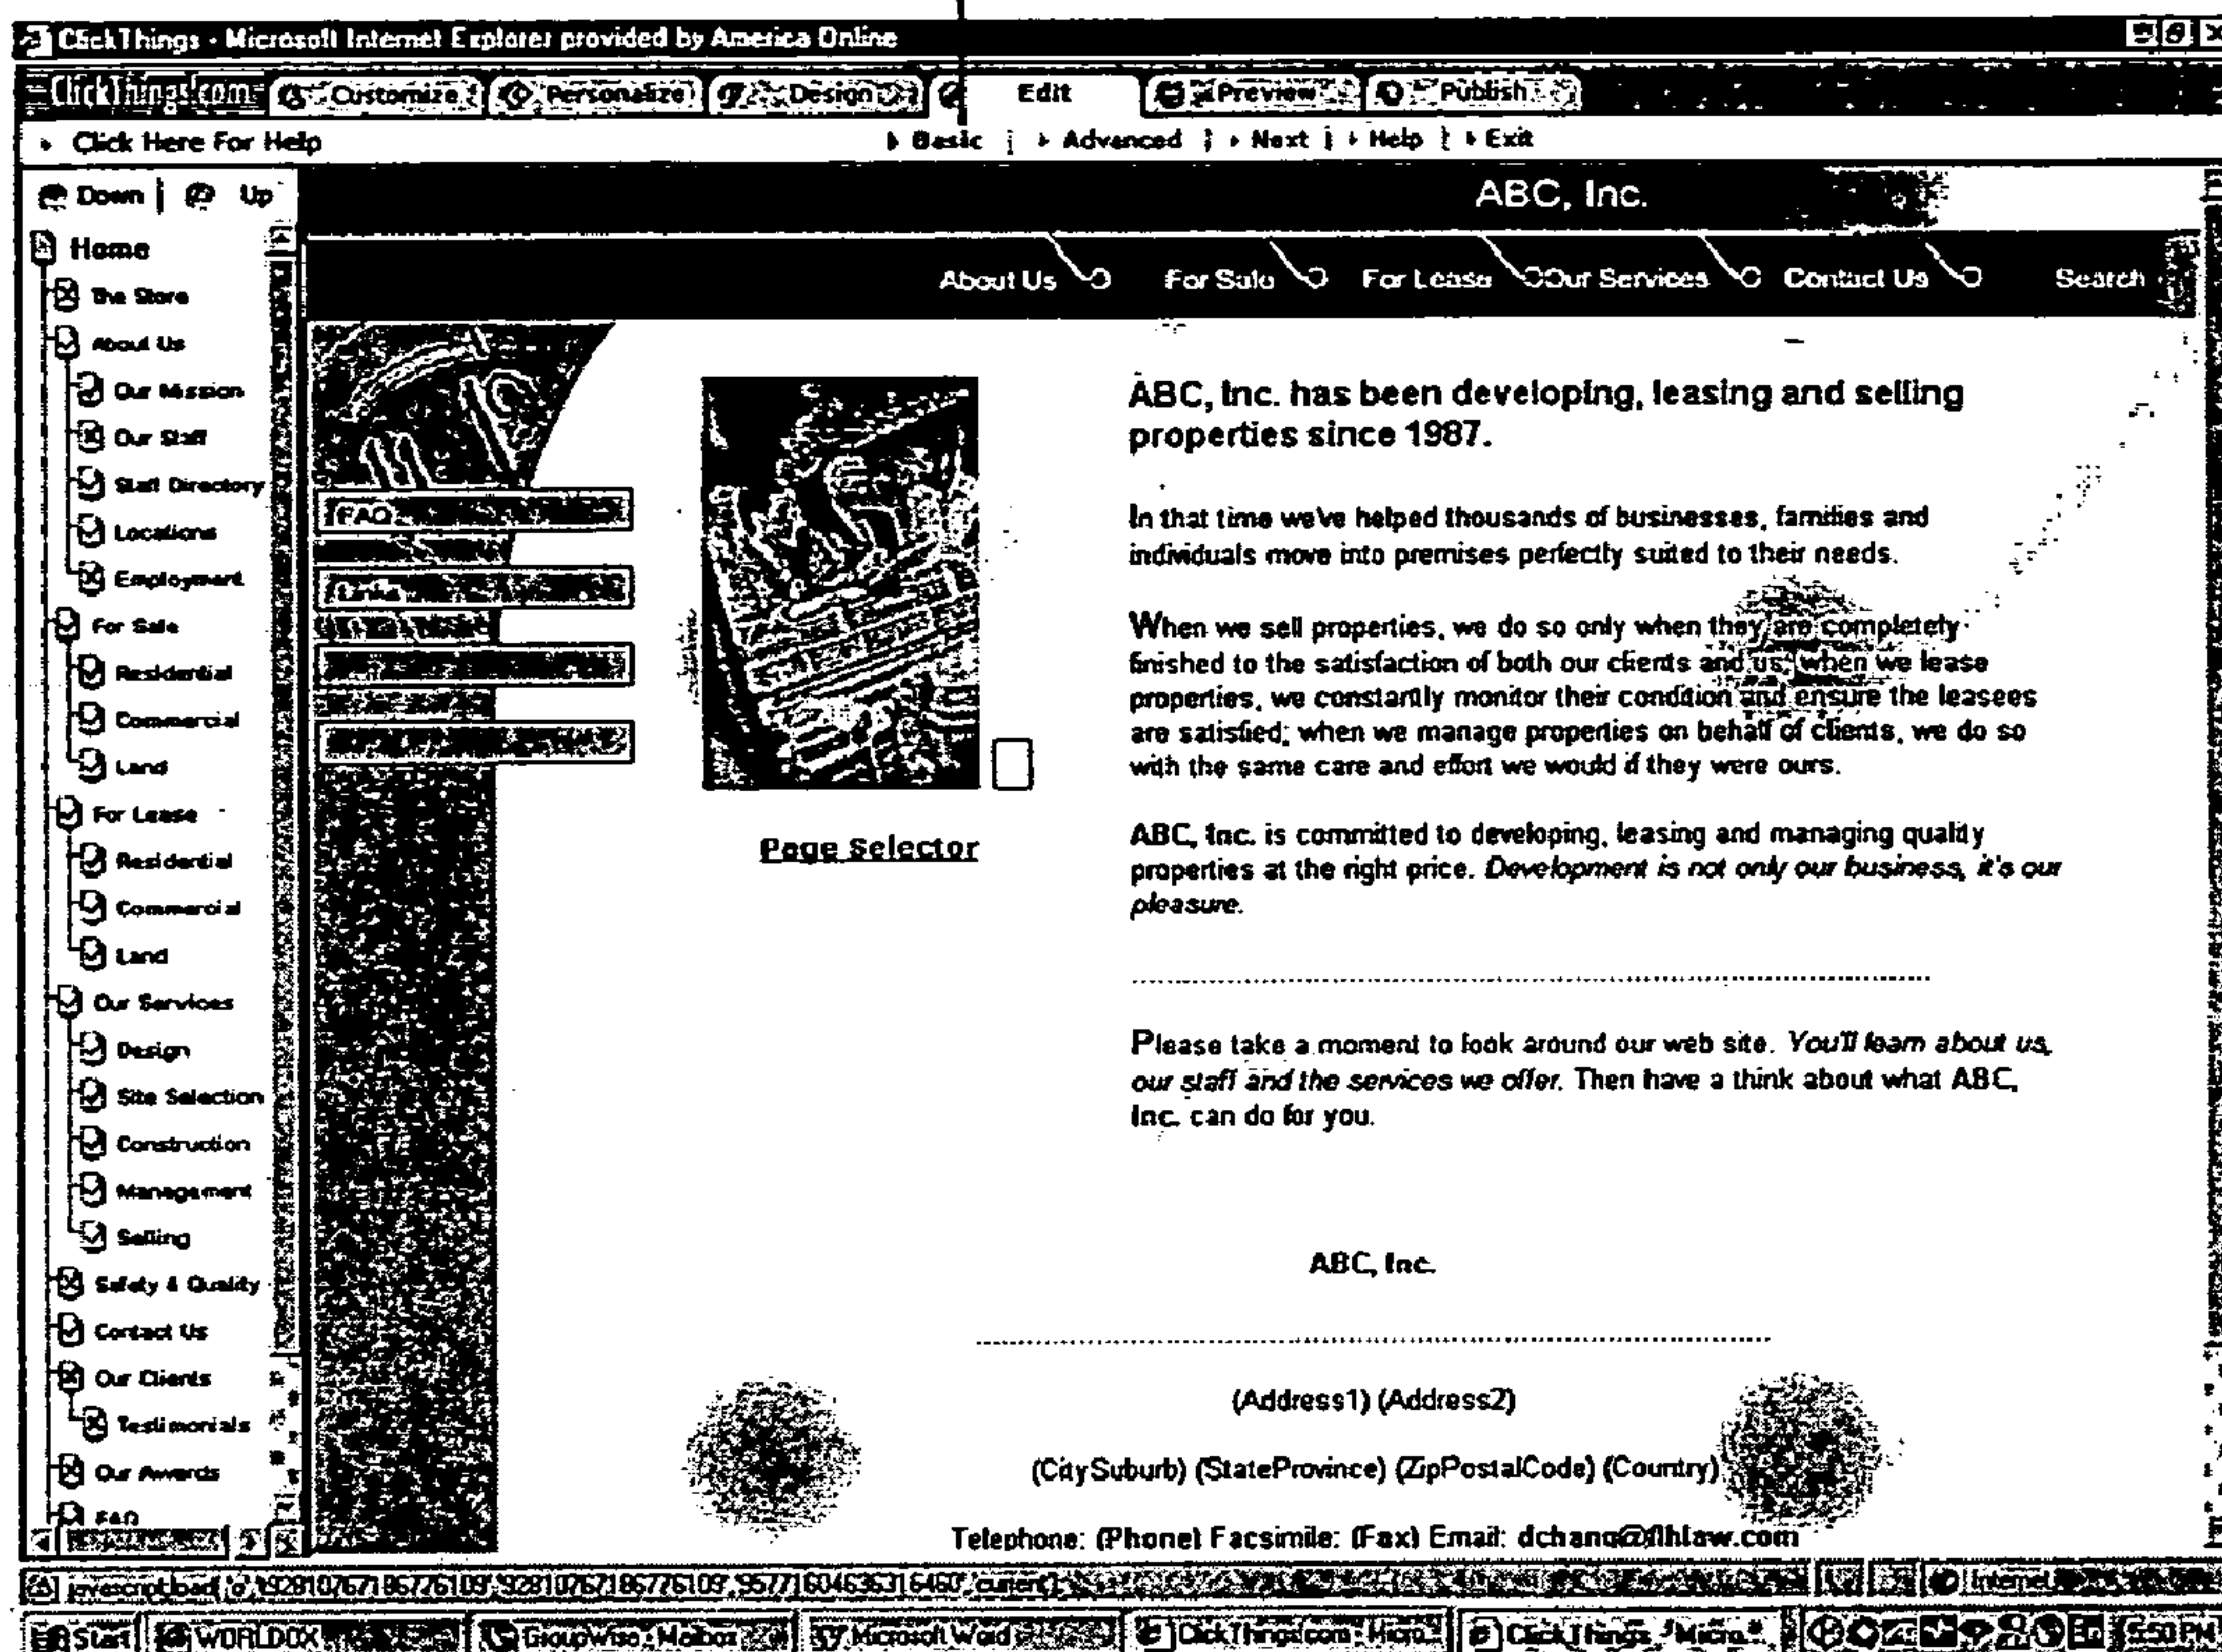 ClickThings - Microsoft Internet Explorer provided by America Online
ClickThings!com Customize Personalize Design Edit Preview Publish
Click Here For Help Basic Advanced Next Help Exit
Down Up
ABC, Inc.
About Us For Sale For Lease Our Services Contact Us Search
Home
The Store
About Us
Our Mission
Our Staff
Staff Directory
Locations
Employment
For Sale
Residential
Commercial
Land
For Lease
Residential
Commercial
Land
Our Services
Design
Site Selection
Construction
Management
Selling
Safety & Quality
Contact Us
Our Clients
Testimonials
Our Awards
FAQ
FAQ
Links
Page Selector
ABC, Inc. has been developing, leasing and selling
properties since 1987.
In that time we've helped thousands of businesses, families and
individuals move into premises perfectly suited to their needs.
When we sell properties, we do so only when they are completely
finished to the satisfaction of both our clients and us; when we lease
properties, we constantly monitor their condition and ensure the leasees
are satisfied; when we manage properties on behalf of clients, we do so
with the same care and effort we would if they were ours.
ABC, Inc. is committed to developing, leasing and managing quality
properties at the right price. Development is not only our business, it's our
pleasure.
Please take a moment to look around our web site. You'll learn about us,
our staff and the services we offer. Then have a think about what ABC,
Inc. can do for you.
ABC, Inc.
(Address1) (Address2)
(CitySuburb) (StateProvince) (ZipPostalCode) (Country)
Telephone: (Phone) Facsimile: (Fax) Email: dchang@flhlaw.com
Internet
Start WORLDOX GroupWise - Mailbox Microsoft Word ClickThings!com - Micro... ClickThings - Micro... 5:50 PM